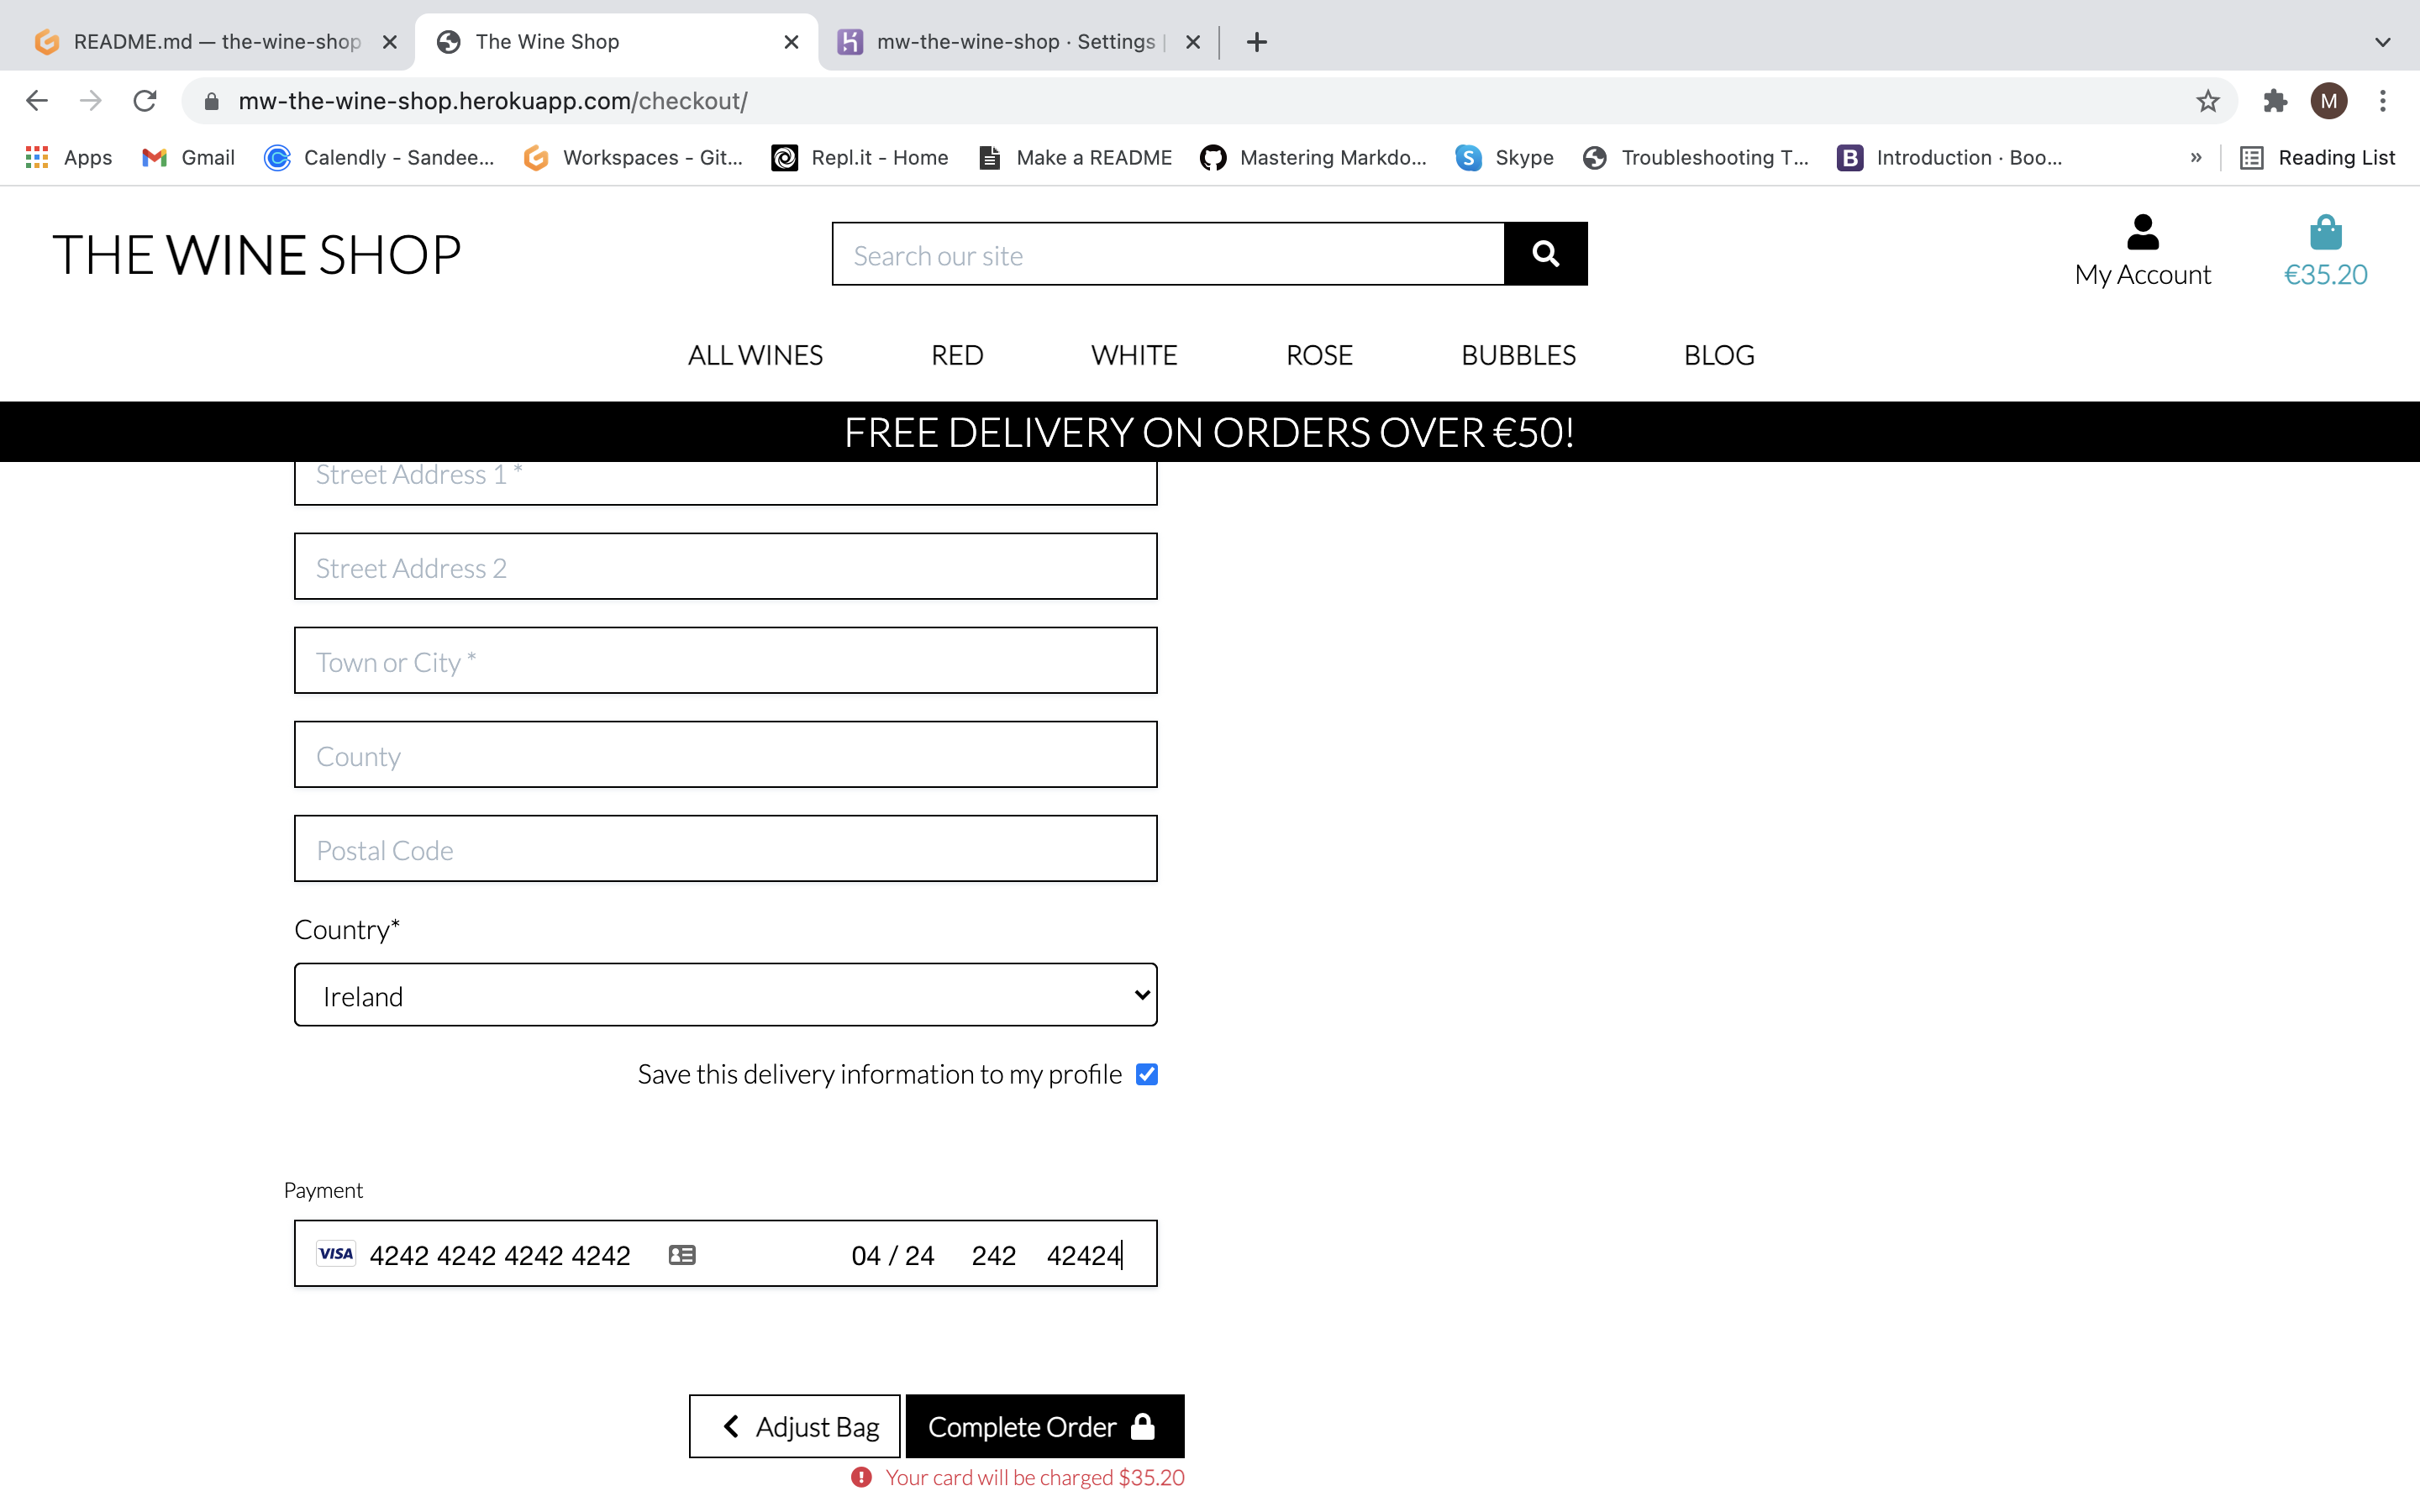 README.md — the-wine-shop
The Wine Shop
mw-the-wine-shop · Settings |
mw-the-wine-shop.herokuapp.com/checkout/
M
Apps
Gmail
Calendly - Sandee...
Workspaces - Git...
Repl.it - Home
Make a README
Mastering Markdo...
Skype
Troubleshooting T...
Introduction · Boo...
»
Reading List
THE WINE SHOP
Search our site
My Account
€35.20
ALL WINES
RED
WHITE
ROSE
BUBBLES
BLOG
FREE DELIVERY ON ORDERS OVER €50!
Street Address 1 *
Street Address 2
Town or City *
County
Postal Code
Country*
Ireland
Save this delivery information to my profile
Payment
VISA 4242 4242 4242 4242 04 / 24 242 42424
Adjust Bag
Complete Order
Your card will be charged $35.20